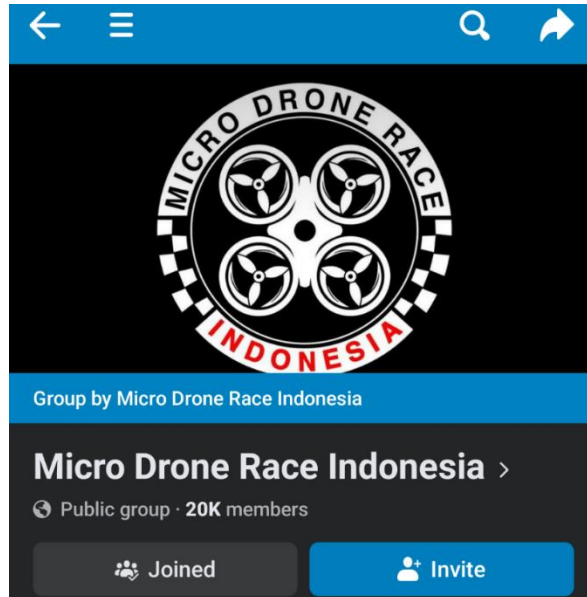 MICRO DRONE RACE
INDONESIA
Group by Micro Drone Race Indonesia
Micro Drone Race Indonesia >
Public group · 20K members
Joined
Invite